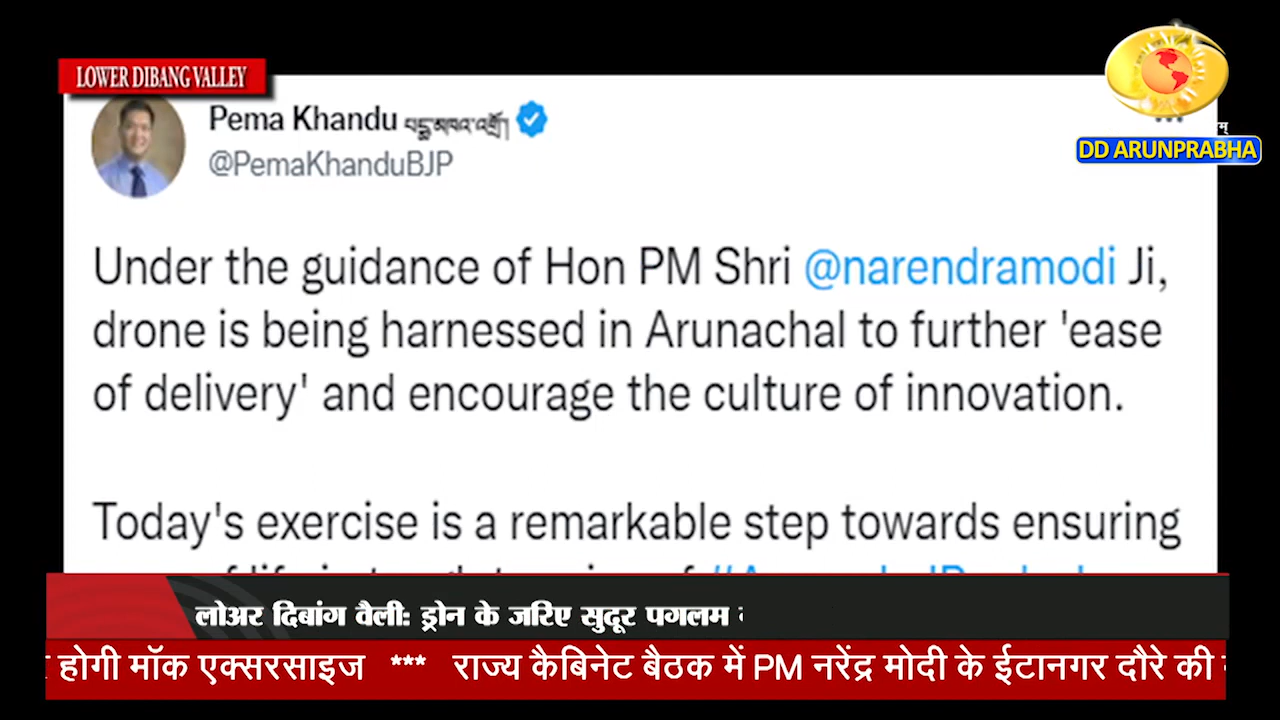 LOWER DIBANG VALLEY
Pema Khandu
@PemaKhanduBJP
DD ARUNPRABHA
Under the guidance of Hon PM Shri @narendramodi Ji,
drone is being harnessed in Arunachal to further 'ease
of delivery' and encourage the culture of innovation.
Today's exercise is a remarkable step towards ensuring
लोअर दिबांग वैली: ड्रोन के जरिए सुदूर पगलम
होगी मॉक एक्सरसाइज *** राज्य कैबिनेट बैठक में PM नरेंद्र मोदी के ईटानगर दौरे की